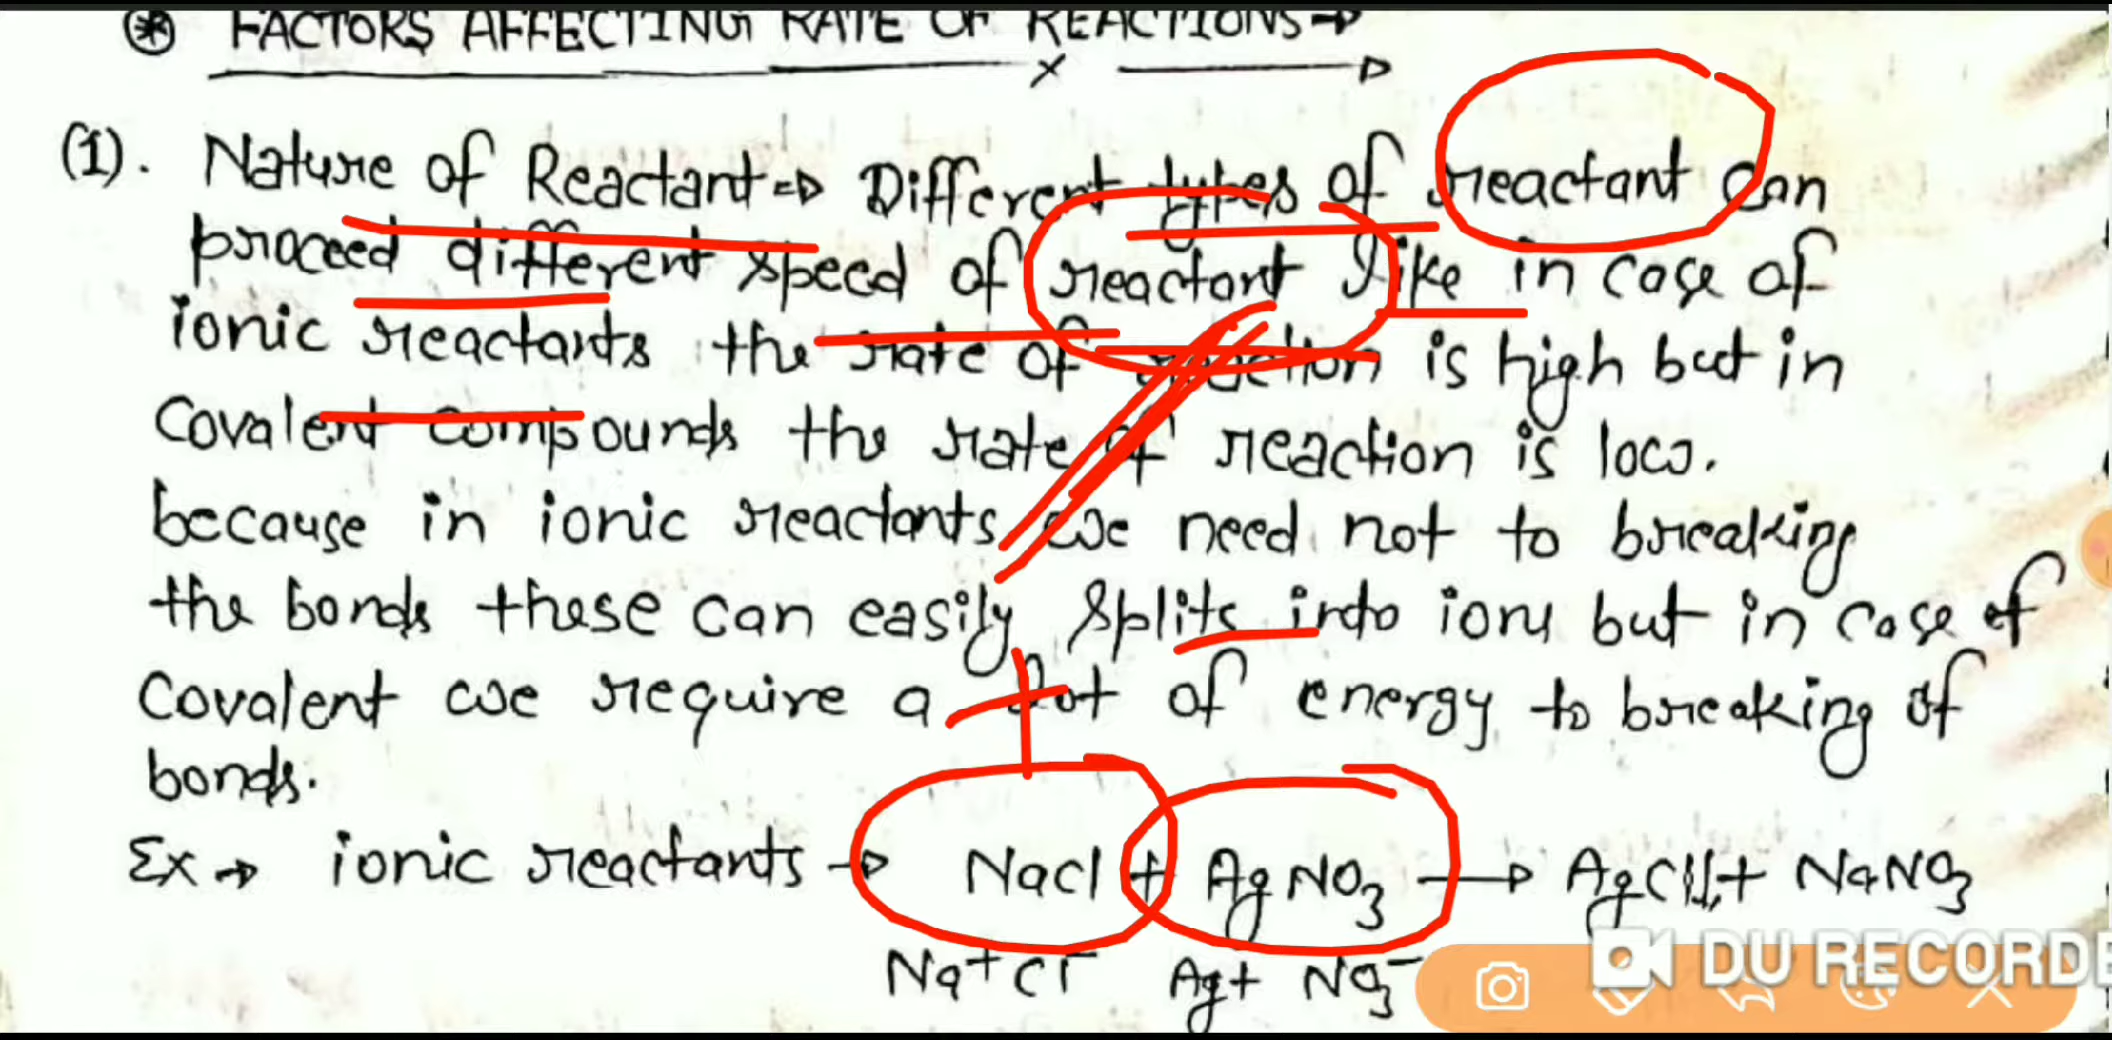 ⊛ FACTORS AFFECTING RATE OF REACTIONS →
(1). Nature of Reactant ⇒ Different types of reactant can
proceed different speed of reactant like in case of
ionic reactants the rate of reaction is high but in
Covalent compounds the rate of reaction is low.
because in ionic reactants we need not to breaking
the bonds these can easily splits into ions but in case of
Covalent we require a lot of energy to breaking of
bonds.
Ex → ionic reactants → NaCl + AgNO3 → AgCl↓ + NaNO3
Na+ Cl- Ag+ NO3-
DU RECORDE